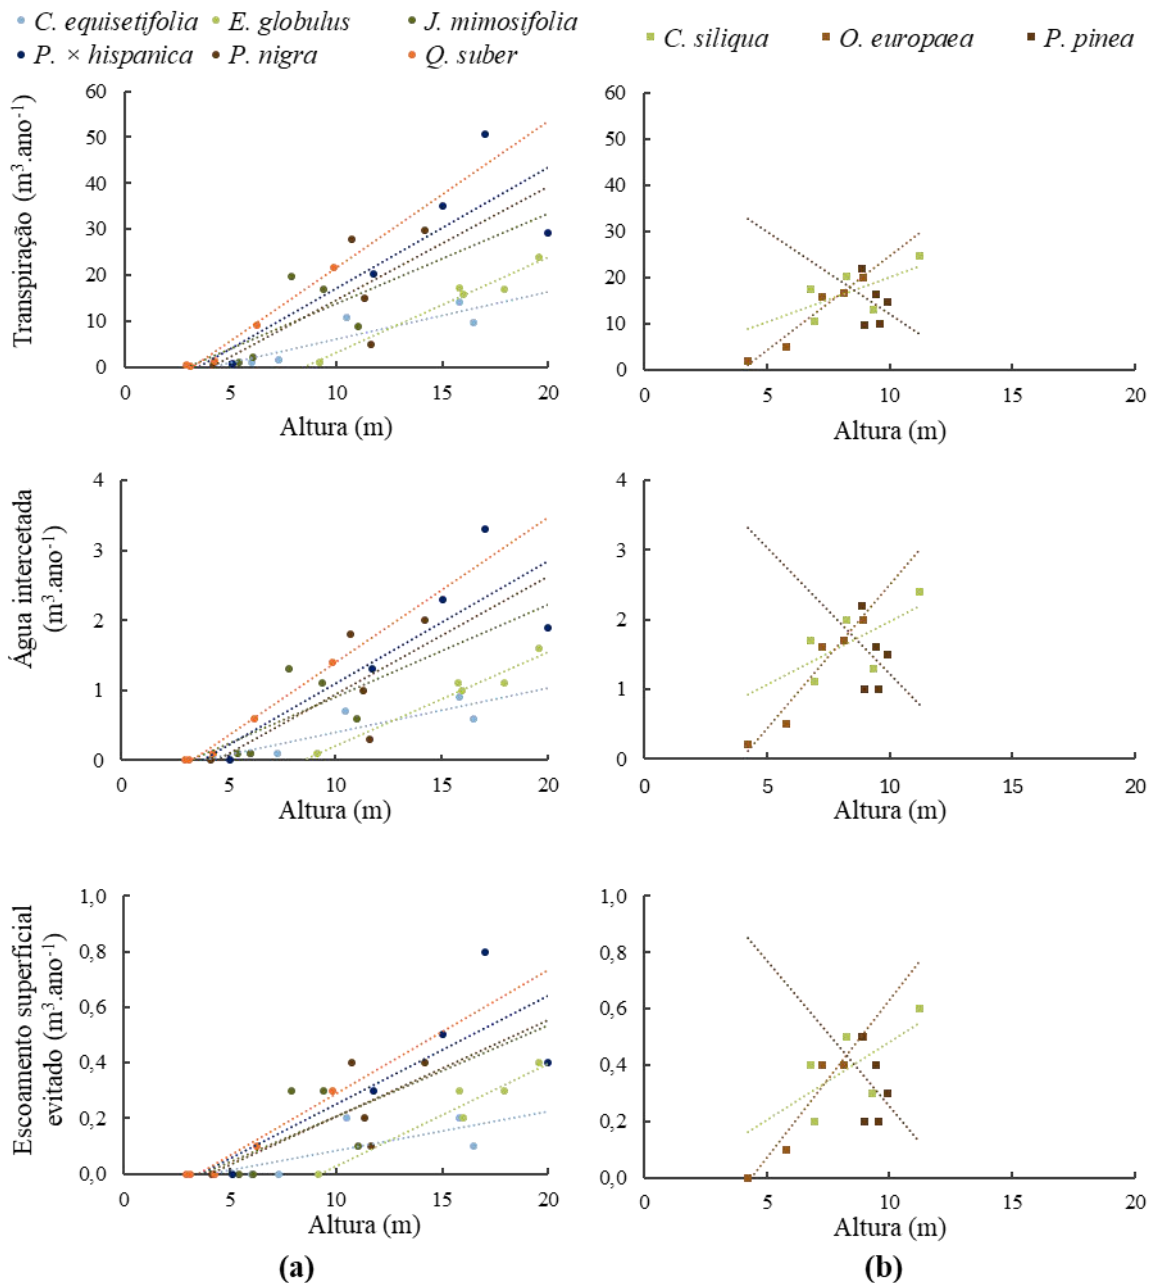 C. equisetifolia E. globulus J. mimosifolia
P. × hispanica P. nigra Q. suber
C. siliqua O. europaea P. pinea
Transpiração (m³.ano⁻¹)
60
50
40
30
20
10
0
0 5 10 15 20
Altura (m)
60
50
40
30
20
10
0
0 5 10 15 20
Altura (m)
Água intercetada
(m³.ano⁻¹)
4
3
2
1
0
0 5 10 15 20
Altura (m)
4
3
2
1
0
0 5 10 15 20
Altura (m)
Escoamento superficial
evitado (m³.ano⁻¹)
1,0
0,8
0,6
0,4
0,2
0,0
0 5 10 15 20
Altura (m)
1,0
0,8
0,6
0,4
0,2
0,0
0 5 10 15 20
Altura (m)
(a) (b)